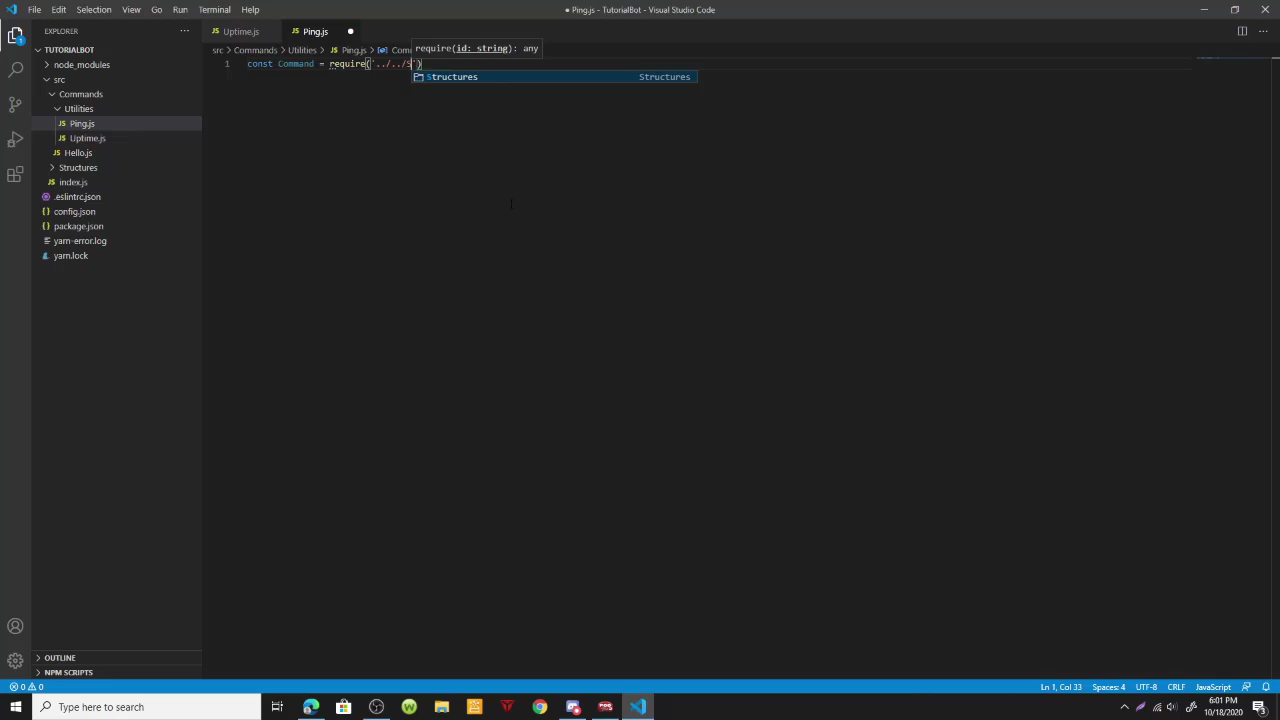 File Edit Selection View Go Run Terminal Help
● Ping.js - TutorialBot - Visual Studio Code
EXPLORER
Uptime.js
Ping.js
TUTORIALBOT
src > Commands > Utilities > Ping.js > Com
require(id: string): any
node_modules
1 const Command = require('../../S')
Structures Structures
src
Commands
Utilities
Ping.js
Uptime.js
Hello.js
Structures
index.js
.eslintrc.json
config.json
package.json
yarn-error.log
yarn.lock
OUTLINE
NPM SCRIPTS
0 0
Ln 1, Col 33 Spaces: 4 UTF-8 CRLF JavaScript
Type here to search
6:01 PM
10/18/2020